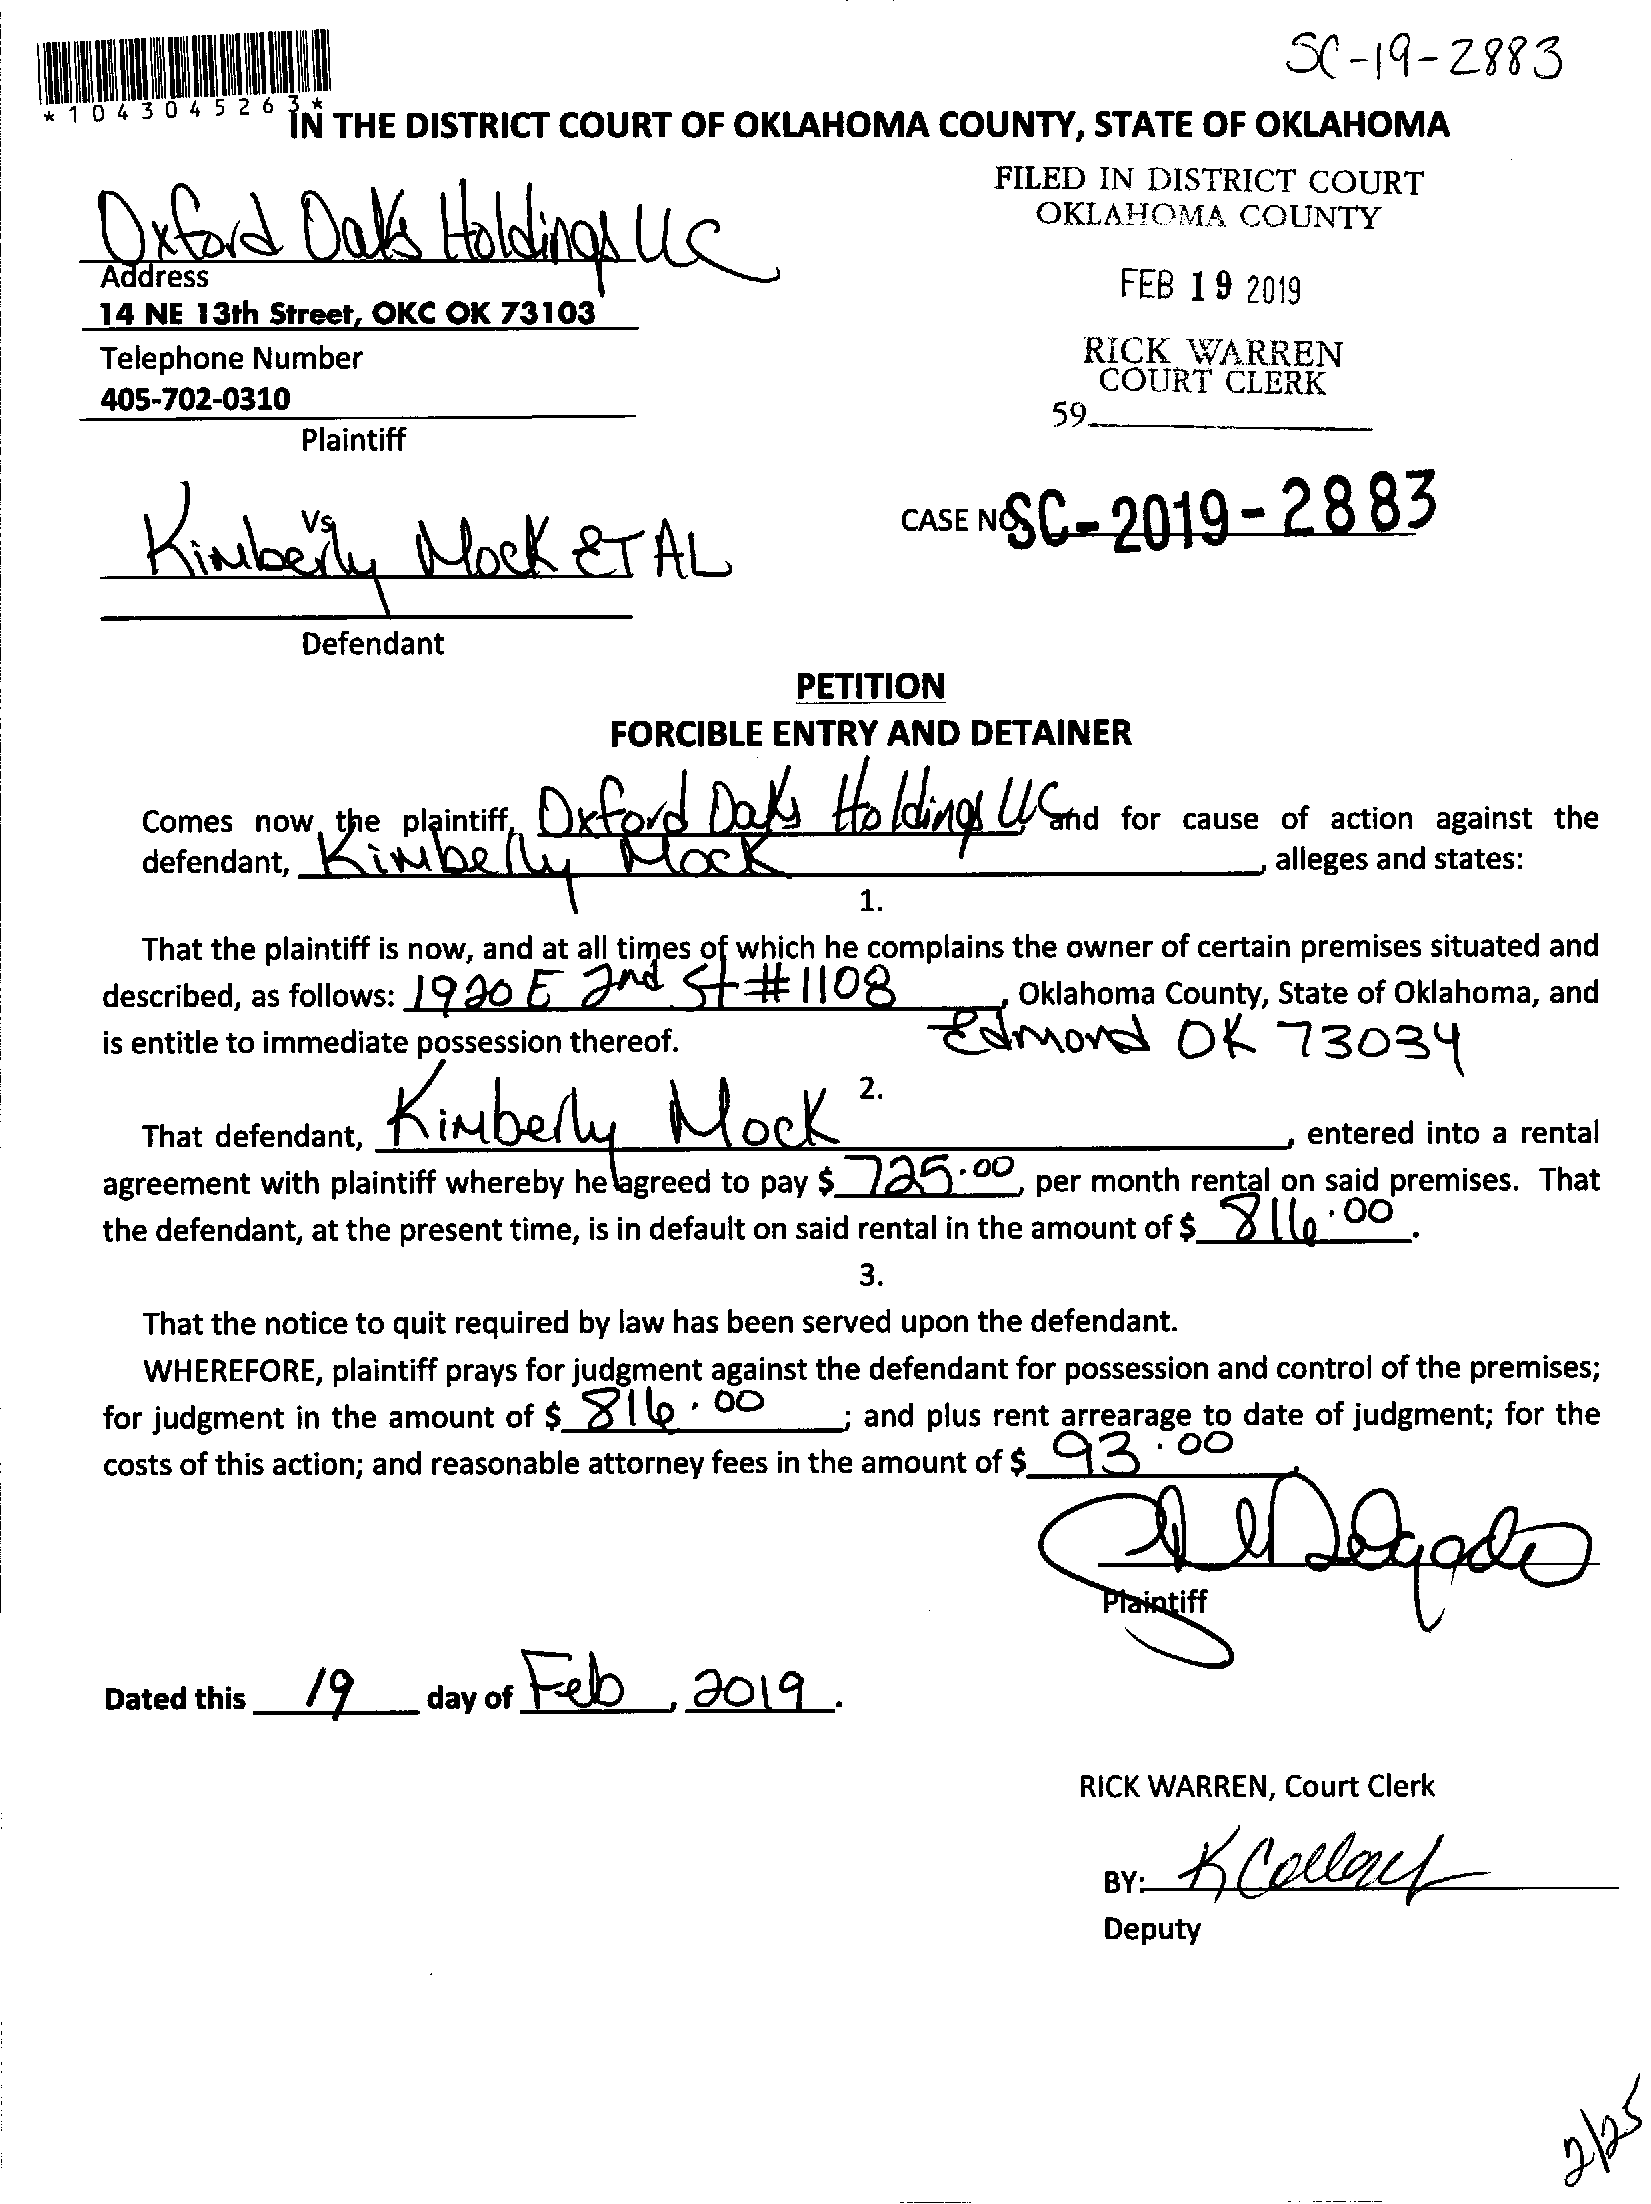 SC-19-2883
*1043045263*
IN THE DISTRICT COURT OF OKLAHOMA COUNTY, STATE OF OKLAHOMA
FILED IN DISTRICT COURT
OKLAHOMA COUNTY
Oxford Oaks Holdings LLC
Address
14 NE 13th Street, OKC OK 73103
FEB 19 2019
Telephone Number
405-702-0310
RICK WARREN
COURT CLERK
59
Plaintiff
Vs
Kimberly Mock ET AL
CASE NO SC-2019-2883
Defendant
PETITION
FORCIBLE ENTRY AND DETAINER
Comes now the plaintiff, Oxford Oaks Holdings LLC and for cause of action against the
defendant, Kimberly Mock, alleges and states:
1.
That the plaintiff is now, and at all times of which he complains the owner of certain premises situated and
described, as follows: 1920 E 2nd St #1108, Oklahoma County, State of Oklahoma, and
is entitle to immediate possession thereof. Edmond OK 73034
2.
That defendant, Kimberly Mock, entered into a rental
agreement with plaintiff whereby he agreed to pay $ 725.00, per month rental on said premises. That
the defendant, at the present time, is in default on said rental in the amount of $ 816.00.
3.
That the notice to quit required by law has been served upon the defendant.
WHEREFORE, plaintiff prays for judgment against the defendant for possession and control of the premises;
for judgment in the amount of $ 816.00; and plus rent arrearage to date of judgment; for the
costs of this action; and reasonable attorney fees in the amount of $ 93.00.
Delgado
Plaintiff
Dated this 19 day of Feb, 2019.
RICK WARREN, Court Clerk
BY: K
Deputy
2/25